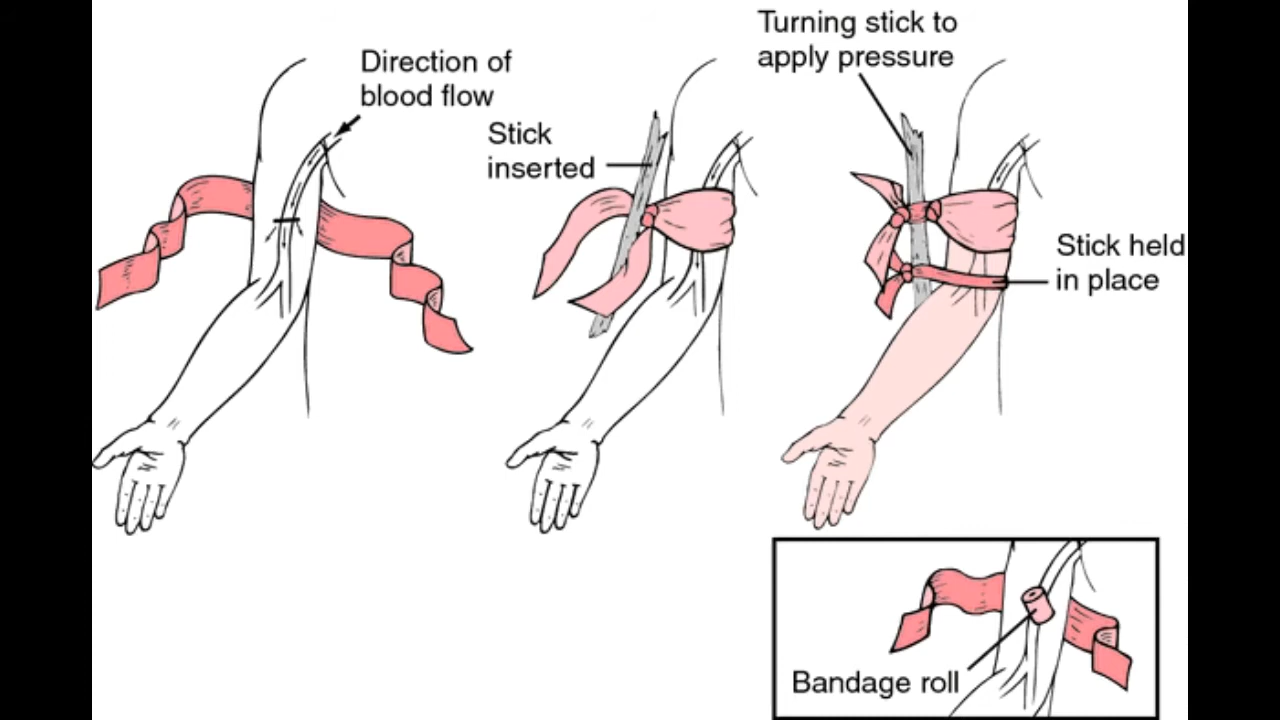 Direction of
blood flow
Stick
inserted
Turning stick to
apply pressure
Stick held
in place
Bandage roll